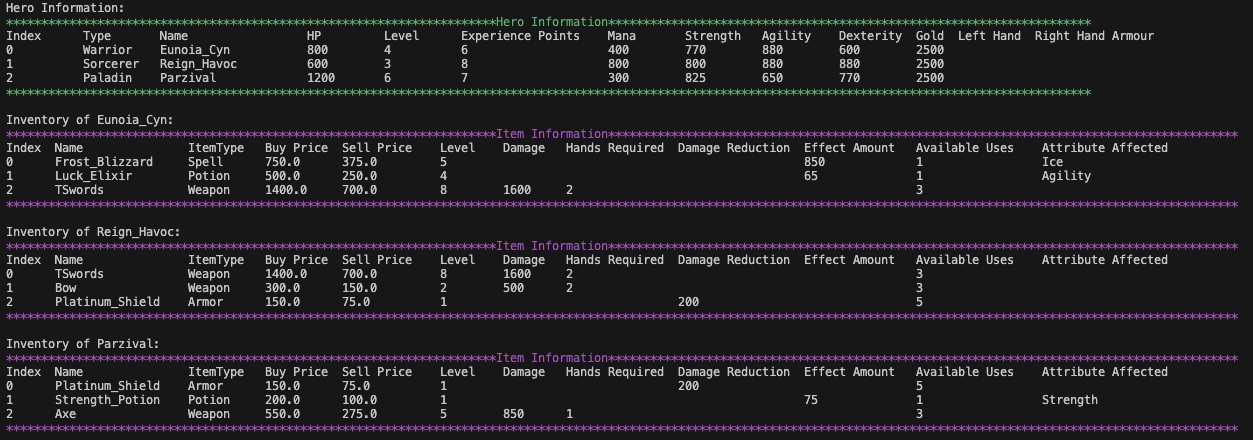 Hero Information:
**********************************************************************Hero Information*********************************************************************
Index Type Name HP Level Experience Points Mana Strength Agility Dexterity Gold Left Hand Right Hand Armour
0 Warrior Eunoia_Cyn 800 4 6 400 770 880 600 2500
1 Sorcerer Reign_Havoc 600 3 8 800 800 880 880 2500
2 Paladin Parzival 1200 6 7 300 825 650 770 2500
***********************************************************************************************************************************************************
Inventory of Eunoia_Cyn:
**********************************************************************Item Information******************************************************************************************
Index Name ItemType Buy Price Sell Price Level Damage Hands Required Damage Reduction Effect Amount Available Uses Attribute Affected
0 Frost_Blizzard Spell 750.0 375.0 5 850 1 Ice
1 Luck_Elixir Potion 500.0 250.0 4 65 1 Agility
2 TSwords Weapon 1400.0 700.0 8 1600 2 3
********************************************************************************************************************************************************************************
Inventory of Reign_Havoc:
**********************************************************************Item Information******************************************************************************************
Index Name ItemType Buy Price Sell Price Level Damage Hands Required Damage Reduction Effect Amount Available Uses Attribute Affected
0 TSwords Weapon 1400.0 700.0 8 1600 2 3
1 Bow Weapon 300.0 150.0 2 500 2 3
2 Platinum_Shield Armor 150.0 75.0 1 200 5
********************************************************************************************************************************************************************************
Inventory of Parzival:
**********************************************************************Item Information******************************************************************************************
Index Name ItemType Buy Price Sell Price Level Damage Hands Required Damage Reduction Effect Amount Available Uses Attribute Affected
0 Platinum_Shield Armor 150.0 75.0 1 200 5
1 Strength_Potion Potion 200.0 100.0 1 75 1 Strength
2 Axe Weapon 550.0 275.0 5 850 1 3
********************************************************************************************************************************************************************************